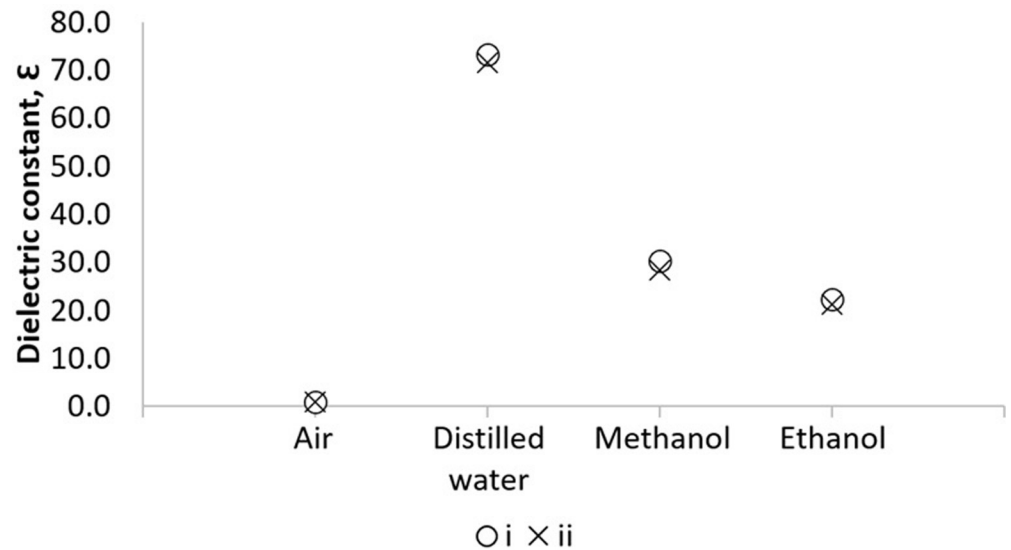 Dielectric constant, ε
80.0
70.0
60.0
50.0
40.0
30.0
20.0
10.0
0.0
Air
Distilled water
Methanol
Ethanol
i
ii